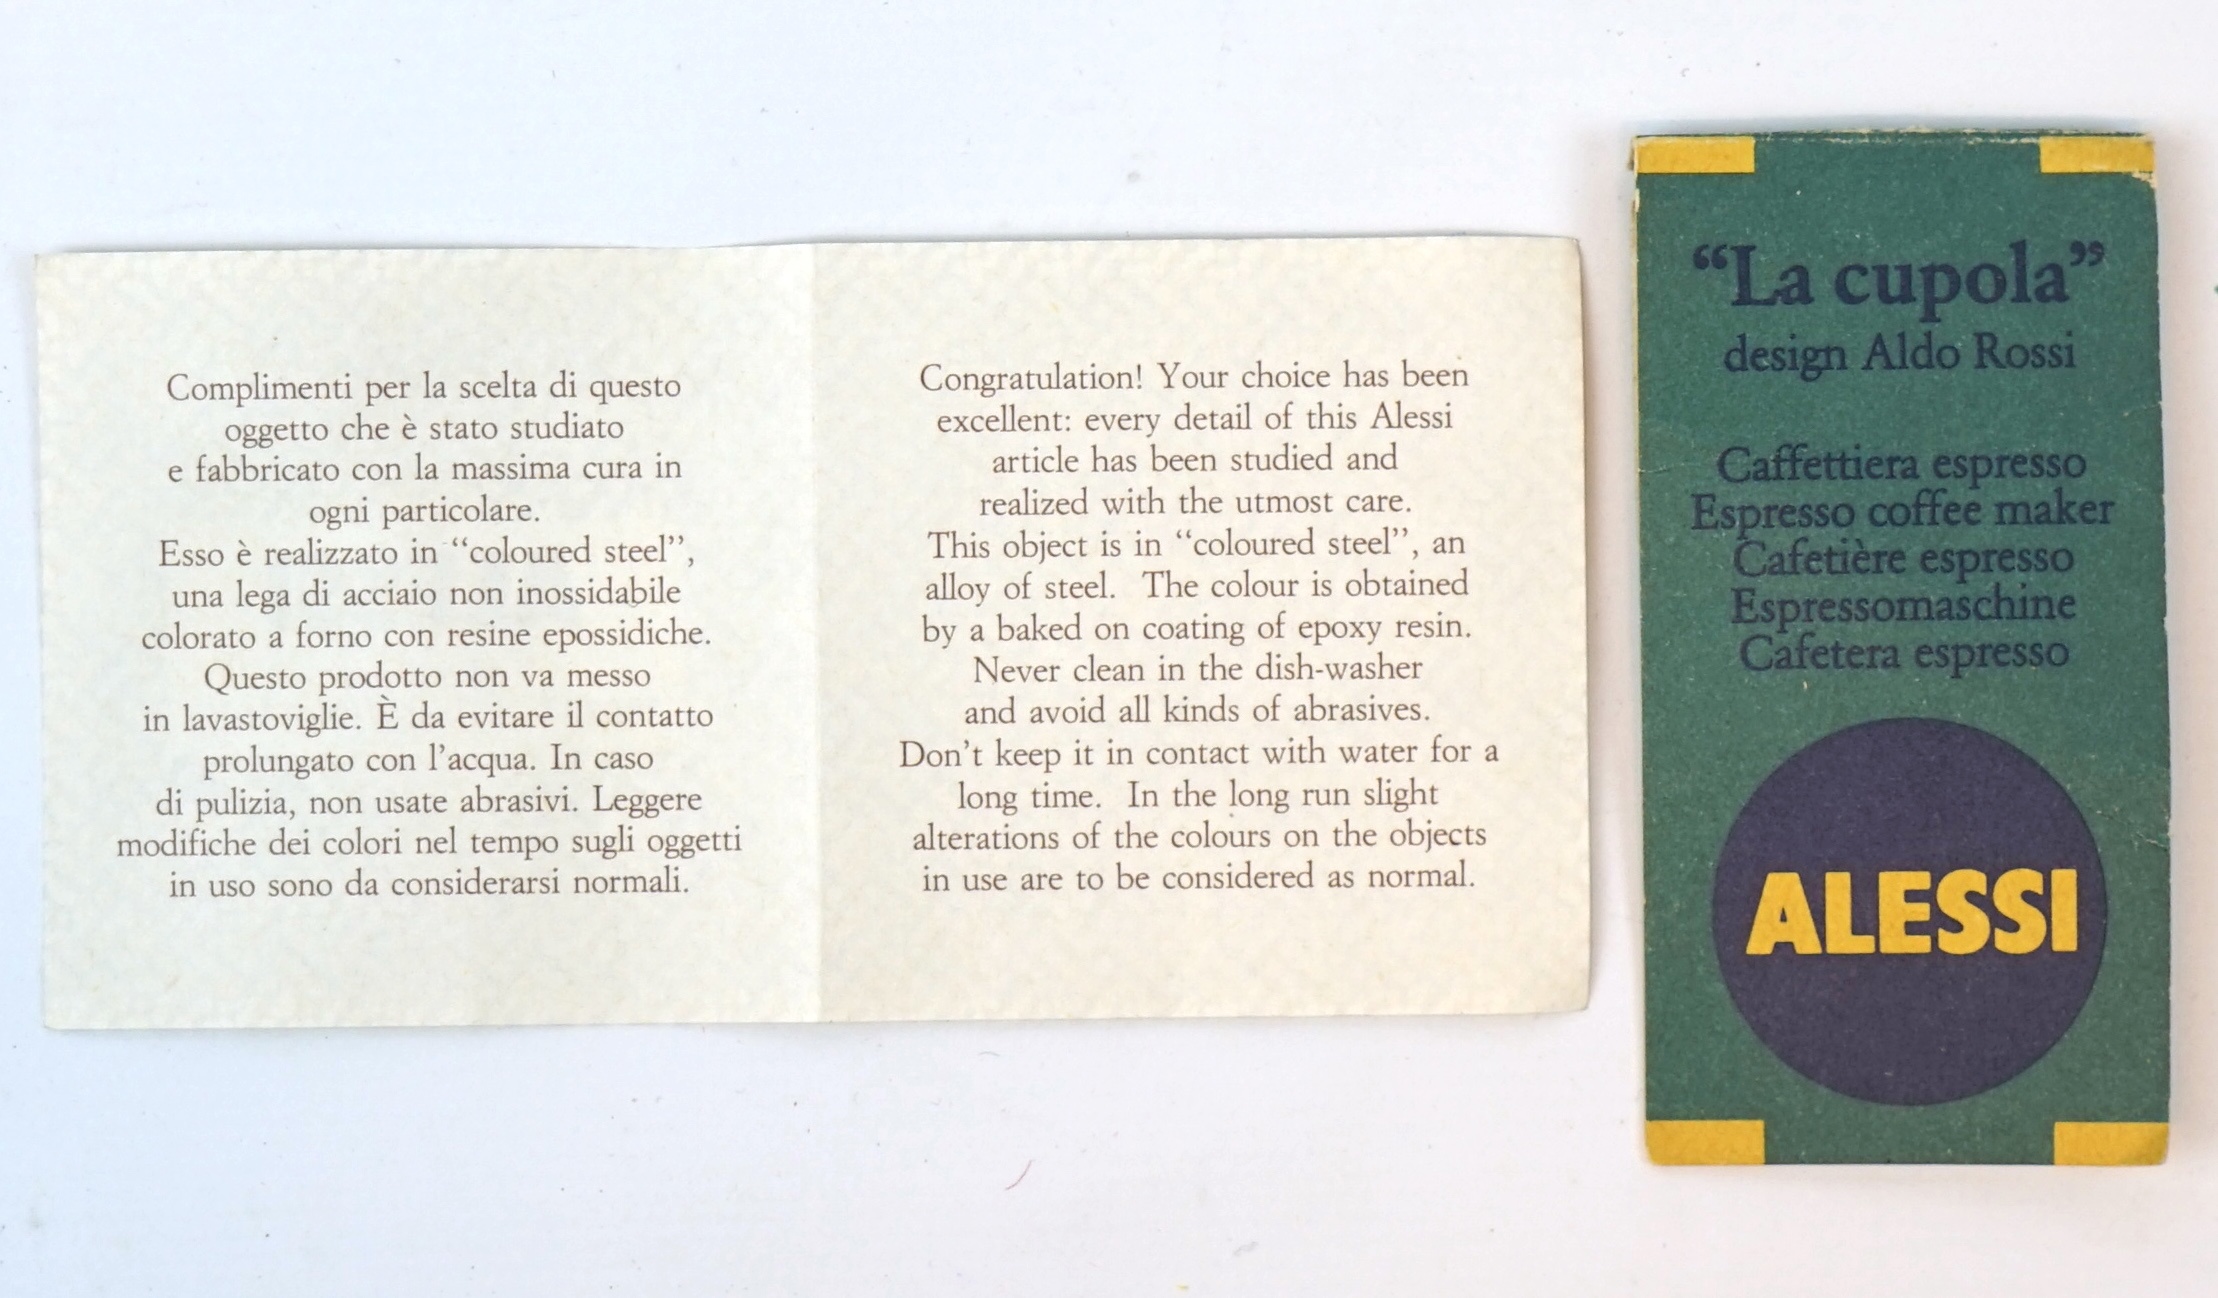 Complimenti per la scelta di questo
oggetto che è stato studiato
e fabbricato con la massima cura in
ogni particolare.
Esso è realizzato in “coloured steel”,
una lega di acciaio non inossidabile
colorato a forno con resine epossidiche.
Questo prodotto non va messo
in lavastoviglie. È da evitare il contatto
prolungato con l’acqua. In caso
di pulizia, non usate abrasivi. Leggere
modifiche dei colori nel tempo sugli oggetti
in uso sono da considerarsi normali.
Congratulation! Your choice has been
excellent: every detail of this Alessi
article has been studied and
realized with the utmost care.
This object is in “coloured steel”, an
alloy of steel. The colour is obtained
by a baked on coating of epoxy resin.
Never clean in the dish-washer
and avoid all kinds of abrasives.
Don’t keep it in contact with water for a
long time. In the long run slight
alterations of the colours on the objects
in use are to be considered as normal.
“La cupola”
design Aldo Rossi
Caffettiera espresso
Espresso coffee maker
Cafetière espresso
Espressomaschine
Cafetera espresso
ALESSI